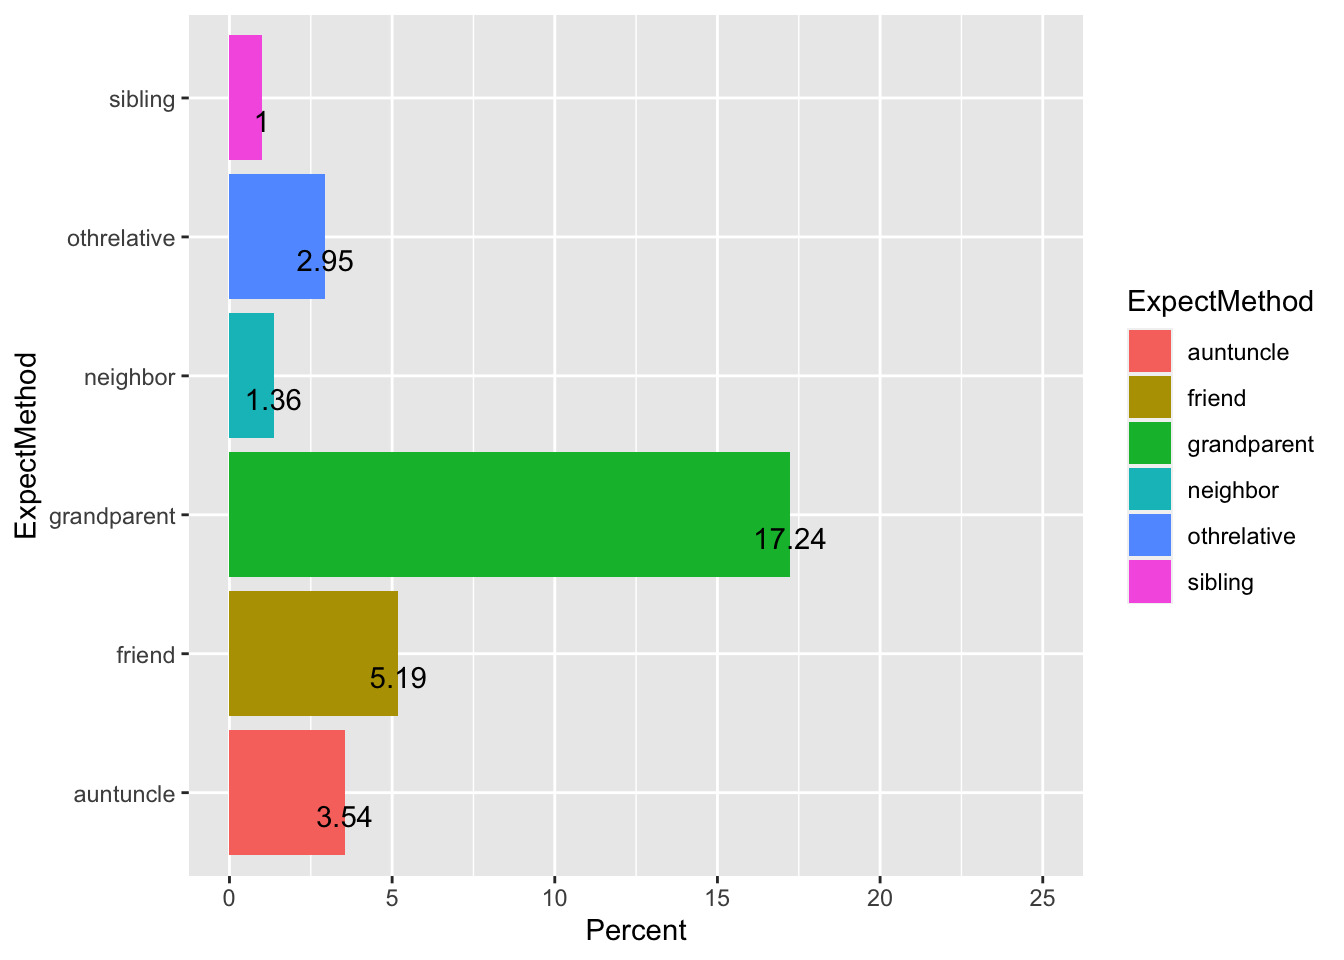 sibling
1
othrelative
2.95
neighbor
1.36
grandparent
17.24
friend
5.19
auntuncle
3.54
ExpectMethod
0 5 10 15 20 25
Percent
ExpectMethod
auntuncle
friend
grandparent
neighbor
othrelative
sibling